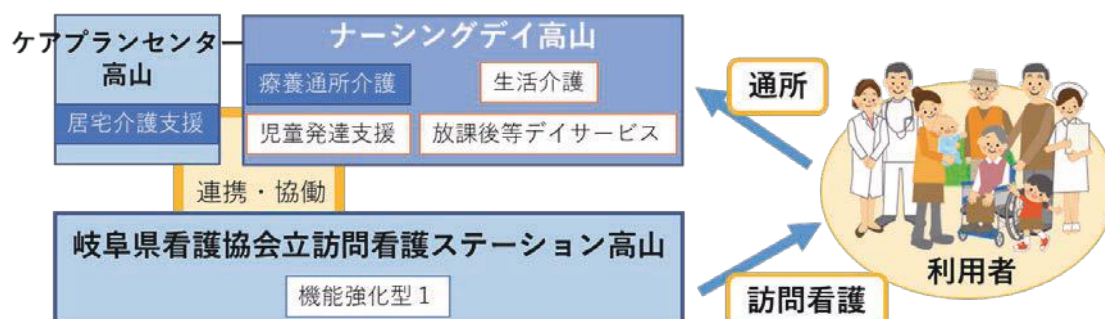 ケアプランセンター
高山
居宅介護支援
ナーシングデイ高山
療養通所介護
生活介護
児童発達支援
放課後等デイサービス
連携・協働
岐阜県看護協会立訪問看護ステーション高山
機能強化型1
通所
利用者
訪問看護